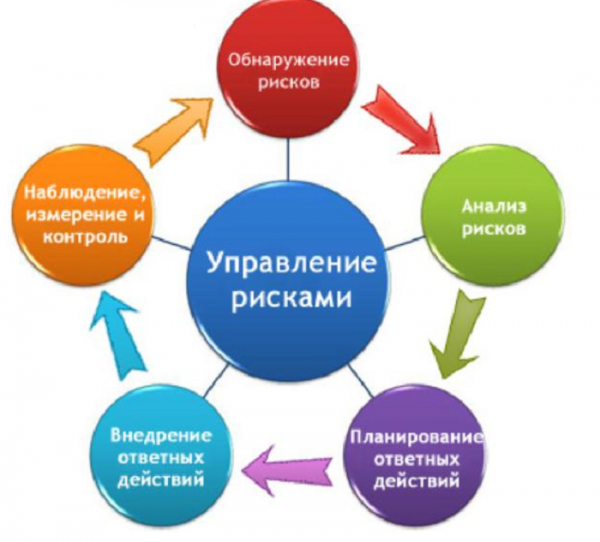 Обнаружение
рисков
Анализ
рисков
Планирование
ответных
действий
Внедрение
ответных
действий
Наблюдение,
измерение и
контроль
Управление
рисками